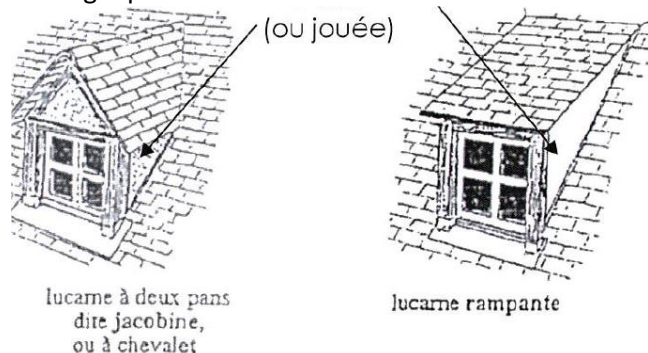 (ou jouée)
lucarne à deux pans
dite jacobine,
ou à chevalet
lucarne rampante